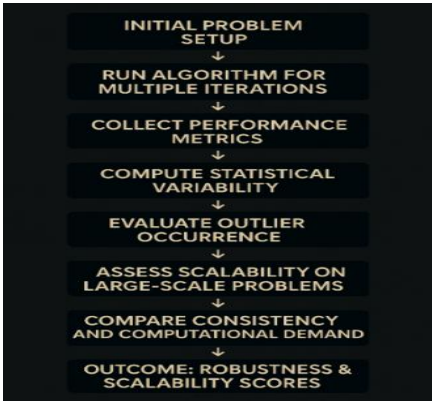 INITIAL PROBLEM
SETUP
↓
RUN ALGORITHM FOR
MULTIPLE ITERATIONS
↓
COLLECT PERFORMANCE
METRICS
↓
COMPUTE STATISTICAL
VARIABILITY
↓
EVALUATE OUTLIER
OCCURRENCE
↓
ASSESS SCALABILITY ON
LARGE-SCALE PROBLEMS
↓
COMPARE CONSISTENCY
AND COMPUTATIONAL DEMAND
↓
OUTCOME: ROBUSTNESS &
SCALABILITY SCORES